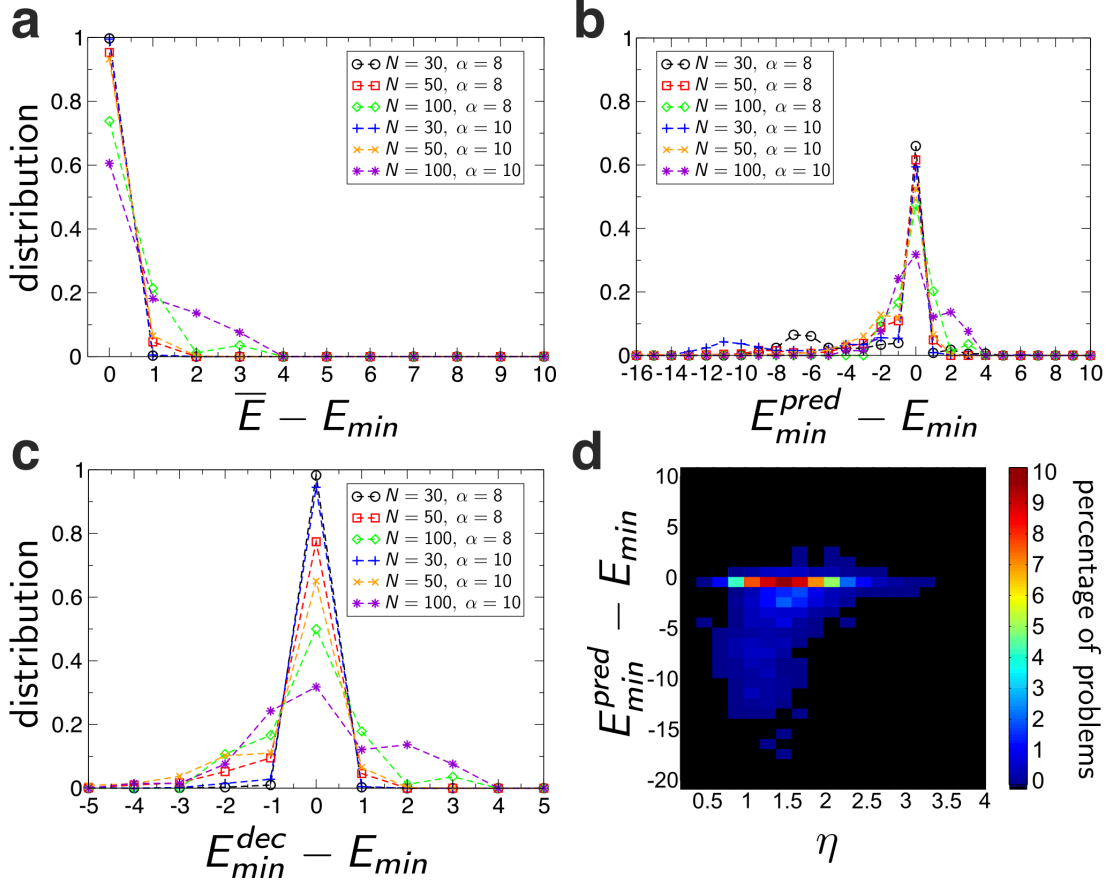 a
distribution
1
0.8
0.6
0.4
0.2
0
N = 30, α = 8
N = 50, α = 8
N = 100, α = 8
N = 30, α = 10
N = 50, α = 10
N = 100, α = 10
0 1 2 3 4 5 6 7 8 9 10
E̅ − E_min
b
1
0.8
0.6
0.4
0.2
0
N = 30, α = 8
N = 50, α = 8
N = 100, α = 8
N = 30, α = 10
N = 50, α = 10
N = 100, α = 10
-16 -14 -12 -10 -8 -6 -4 -2 0 2 4 6 8 10
E_min^pred − E_min
c
distribution
1
0.8
0.6
0.4
0.2
0
N = 30, α = 8
N = 50, α = 8
N = 100, α = 8
N = 30, α = 10
N = 50, α = 10
N = 100, α = 10
-5 -4 -3 -2 -1 0 1 2 3 4 5
E_min^dec − E_min
d
E_min^pred − E_min
10
5
0
-5
-10
-15
-20
0.5 1 1.5 2 2.5 3 3.5 4
η
10
9
8
7
6
5
4
3
2
1
0
percentage of problems